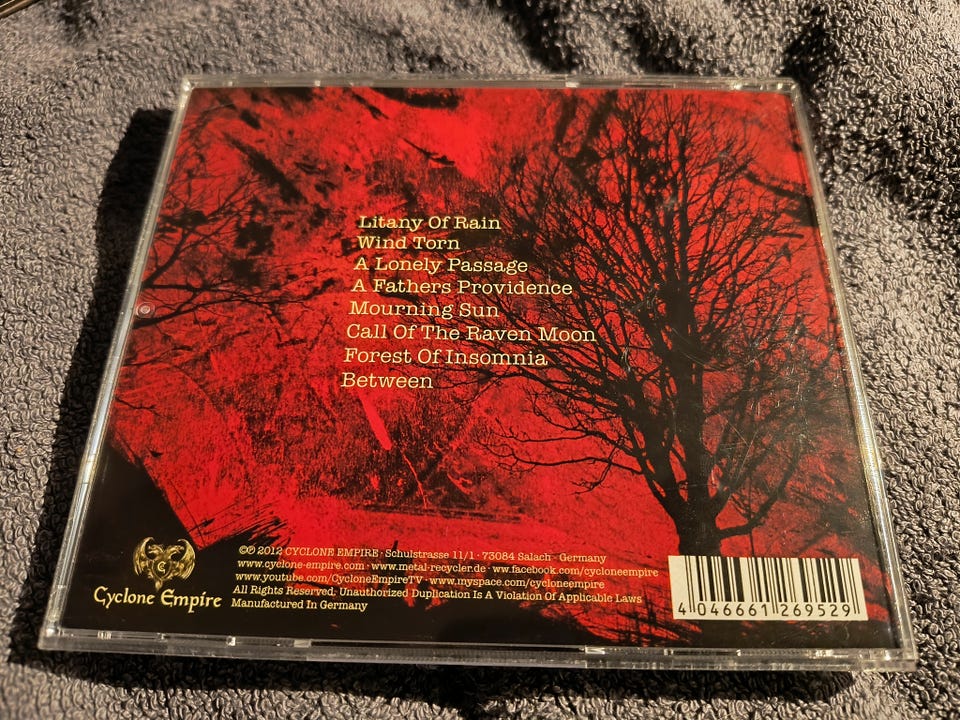 Litany Of Rain
Wind Torn
A Lonely Passage
A Fathers Providence
Mourning Sun
Call Of The Raven Moon
Forest Of Insomnia
Between
Cyclone Empire
©℗ 2012 CYCLONE EMPIRE · Schulstrasse 11/1 · 73084 Salach · Germany
www.cyclone-empire.com · www.metal-recycler.de · ww.facebook.com/cycloneempire
www.youtube.com/CycloneEmpireTV · www.myspace.com/cycloneempire
All Rights Reserved. Unauthorized Duplication Is A Violation Of Applicable Laws
Manufactured In Germany
4 046661 269529